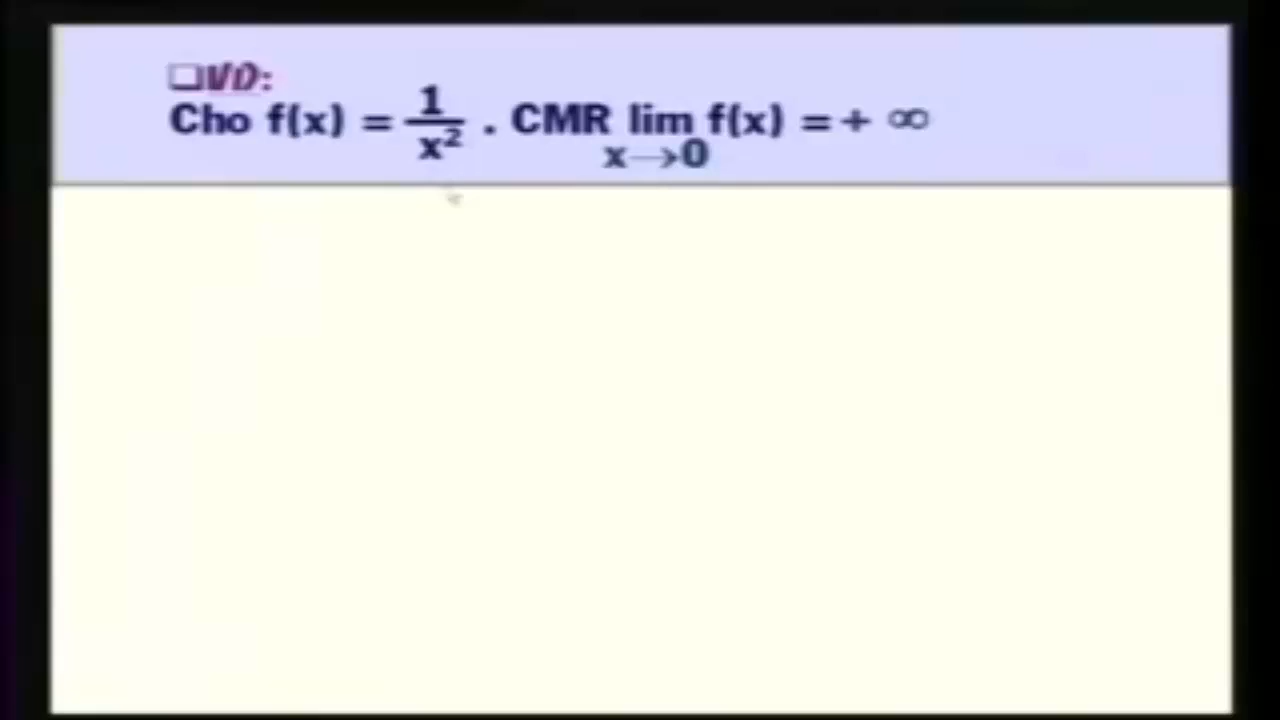 ❑VD:
Cho f(x) = 1/x² . CMR lim f(x) = + ∞
x→0